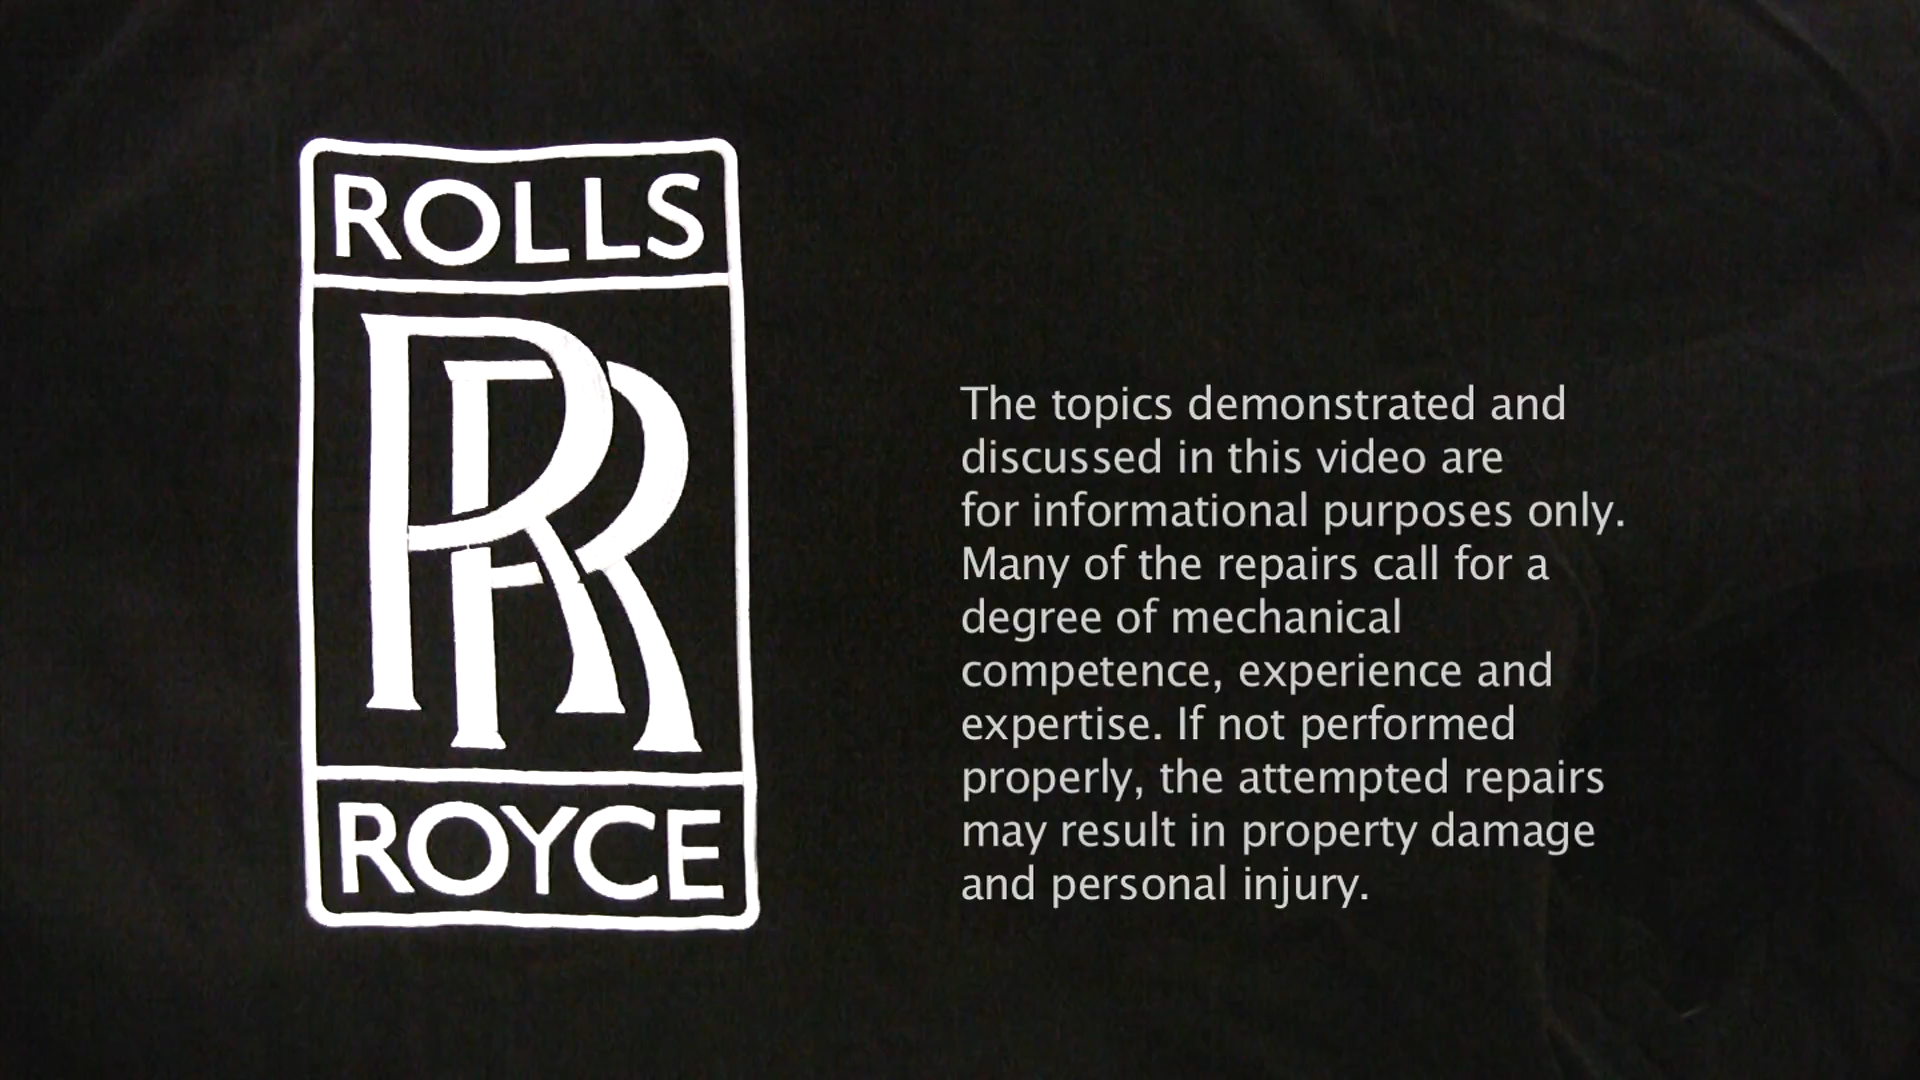 ROLLS
RR
ROYCE
The topics demonstrated and
discussed in this video are
for informational purposes only.
Many of the repairs call for a
degree of mechanical
competence, experience and
expertise. If not performed
properly, the attempted repairs
may result in property damage
and personal injury.